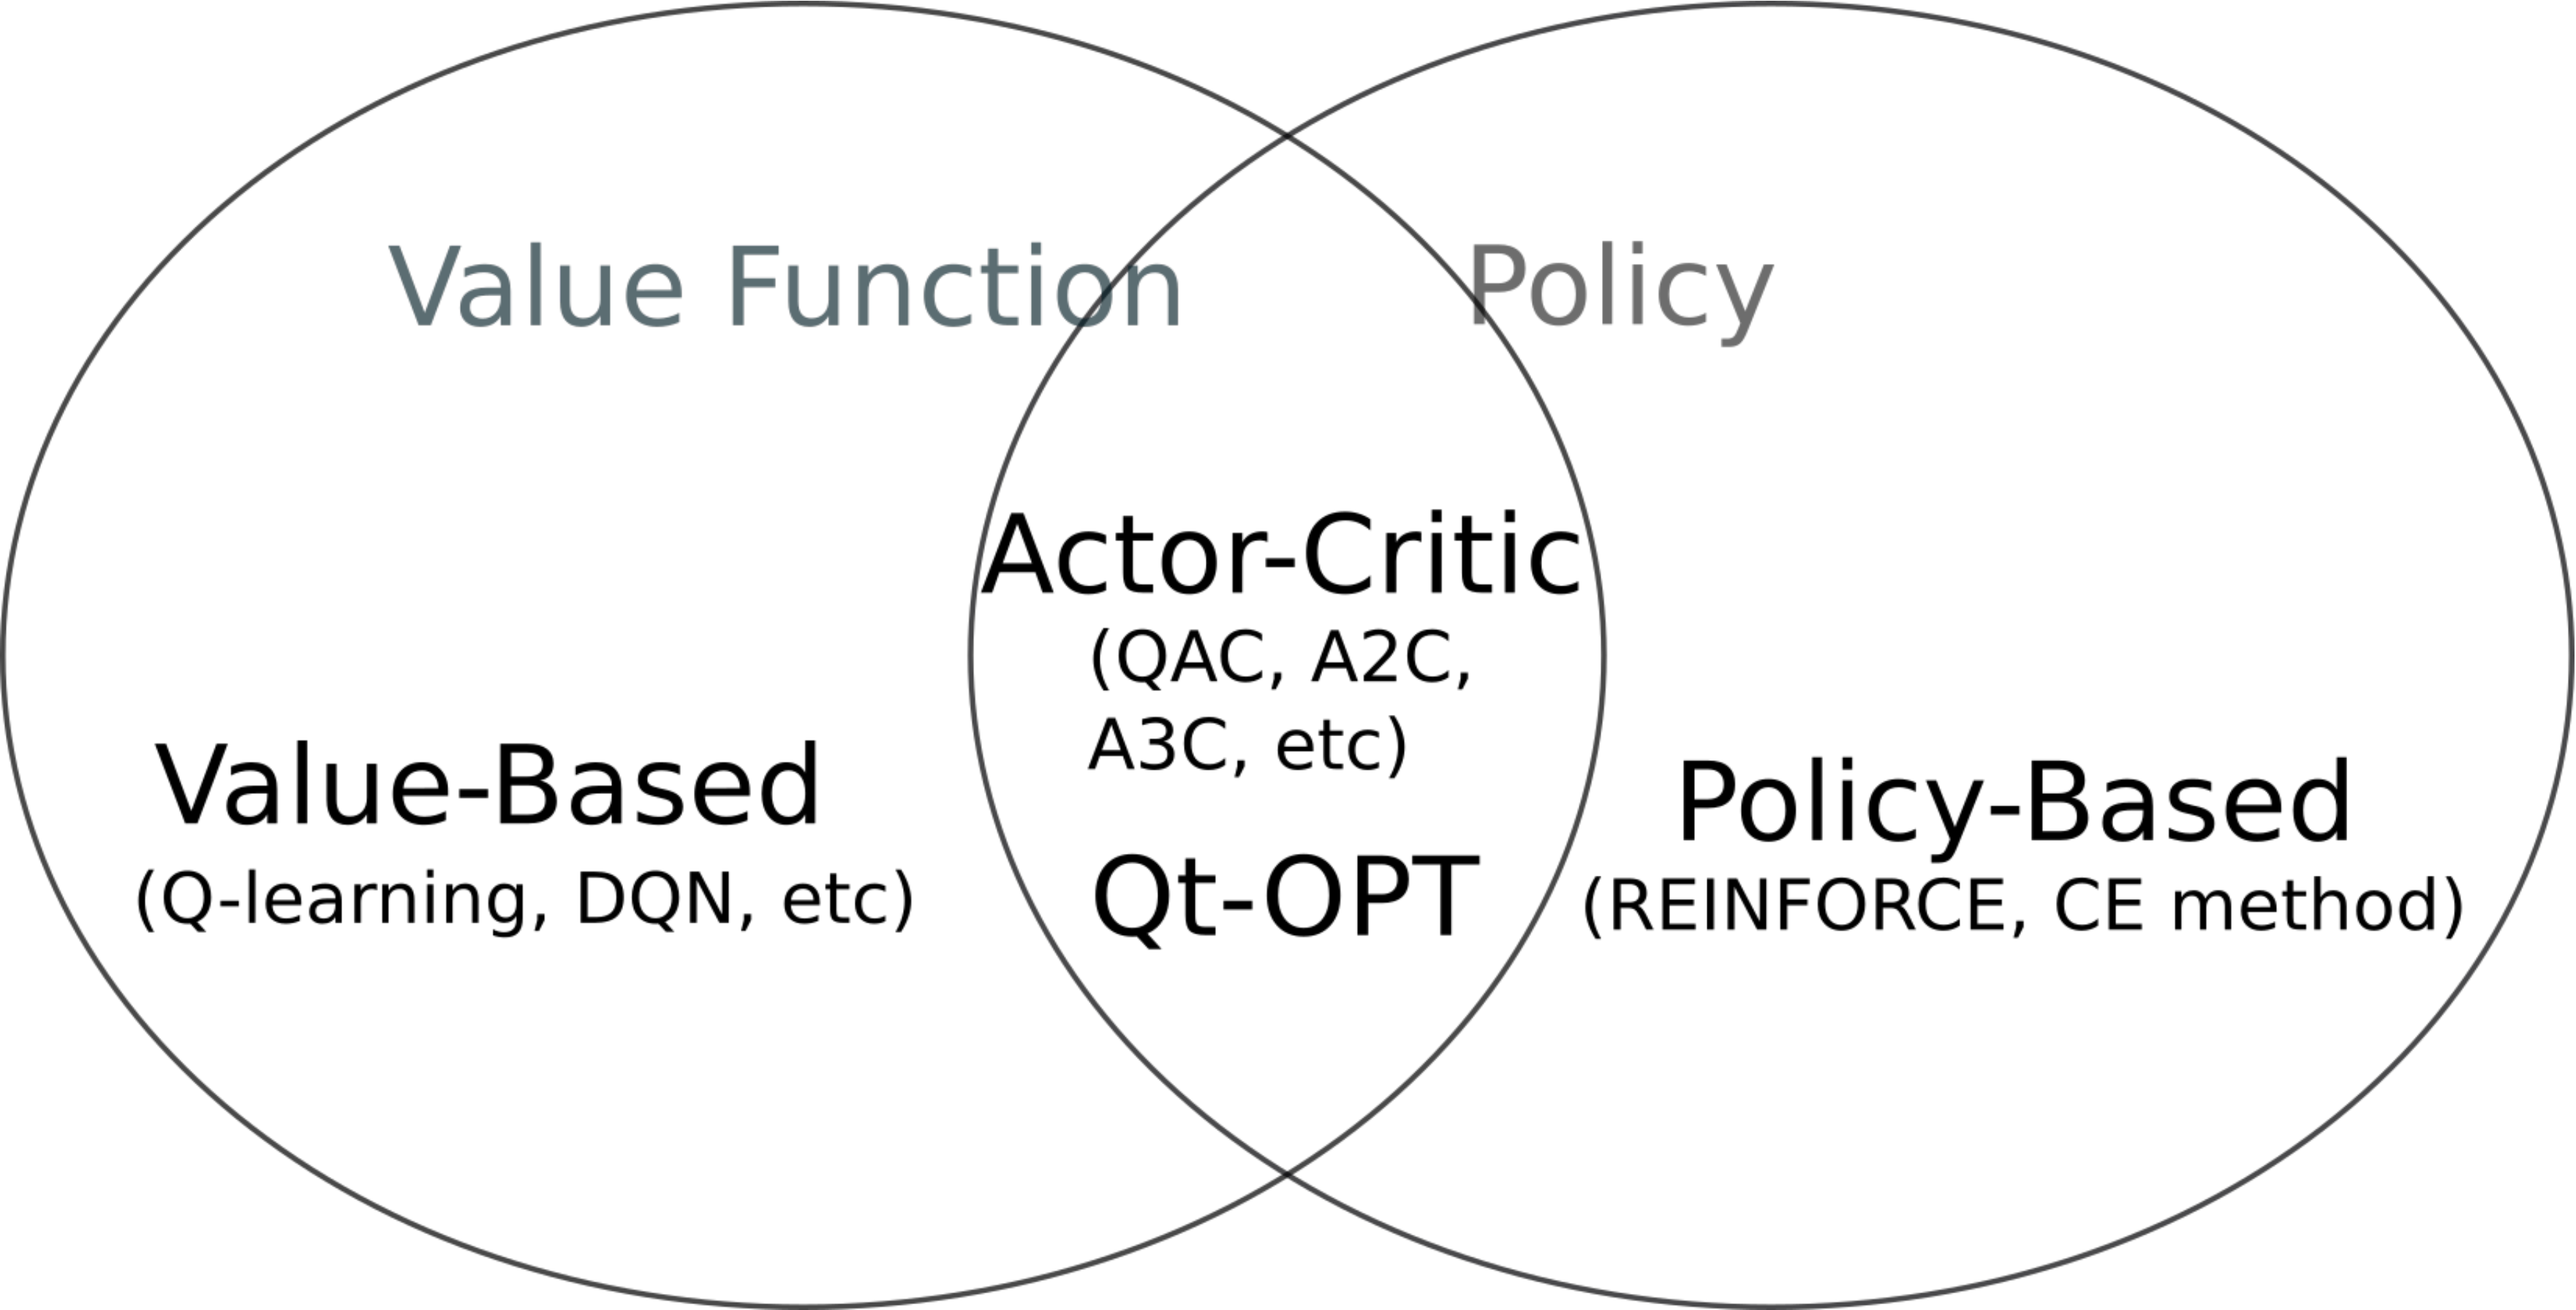 Value Function
Policy
Actor-Critic
(QAC, A2C,
A3C, etc)
Value-Based
(Q-learning, DQN, etc)
Qt-OPT
Policy-Based
(REINFORCE, CE method)